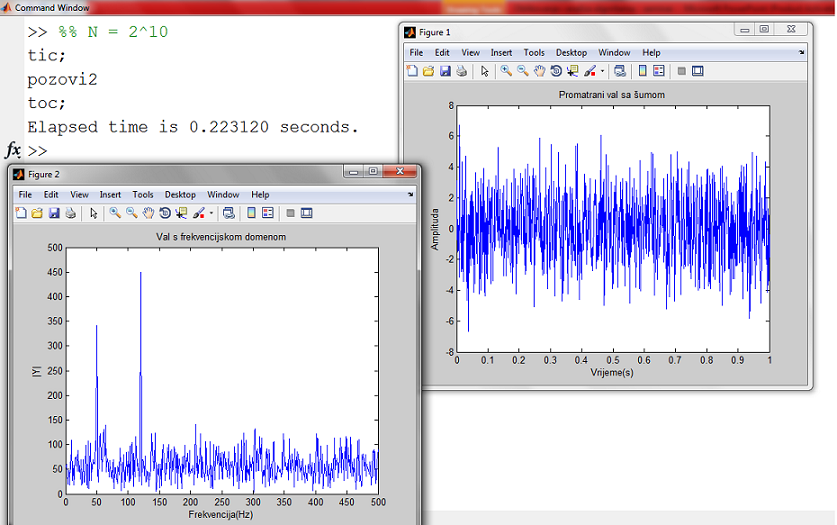 Command Window
>> %% N = 2^10
tic;
pozovi2
toc;
Elapsed time is 0.223120 seconds.
fx >>
Figure 1
File Edit View Insert Tools Desktop Window Help
Promatrani val sa šumom
8
6
4
2
0
-2
-4
-6
-8
Amplituda
0 0.1 0.2 0.3 0.4 0.5 0.6 0.7 0.8 0.9 1
Vrijeme(s)
Figure 2
File Edit View Insert Tools Desktop Window Help
Val s frekvencijskom domenom
500
450
400
350
300
250
200
150
100
50
0
|Y|
0 50 100 150 200 250 300 350 400 450 500
Frekvencija(Hz)